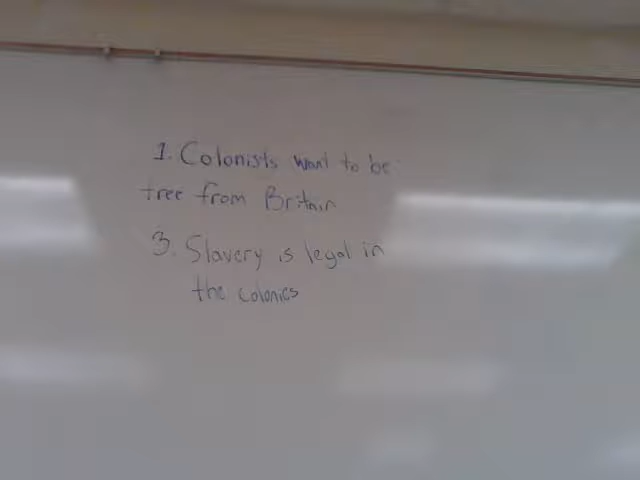 1. Colonists want to be
free from Britain
3. Slavery is legal in
the colonies